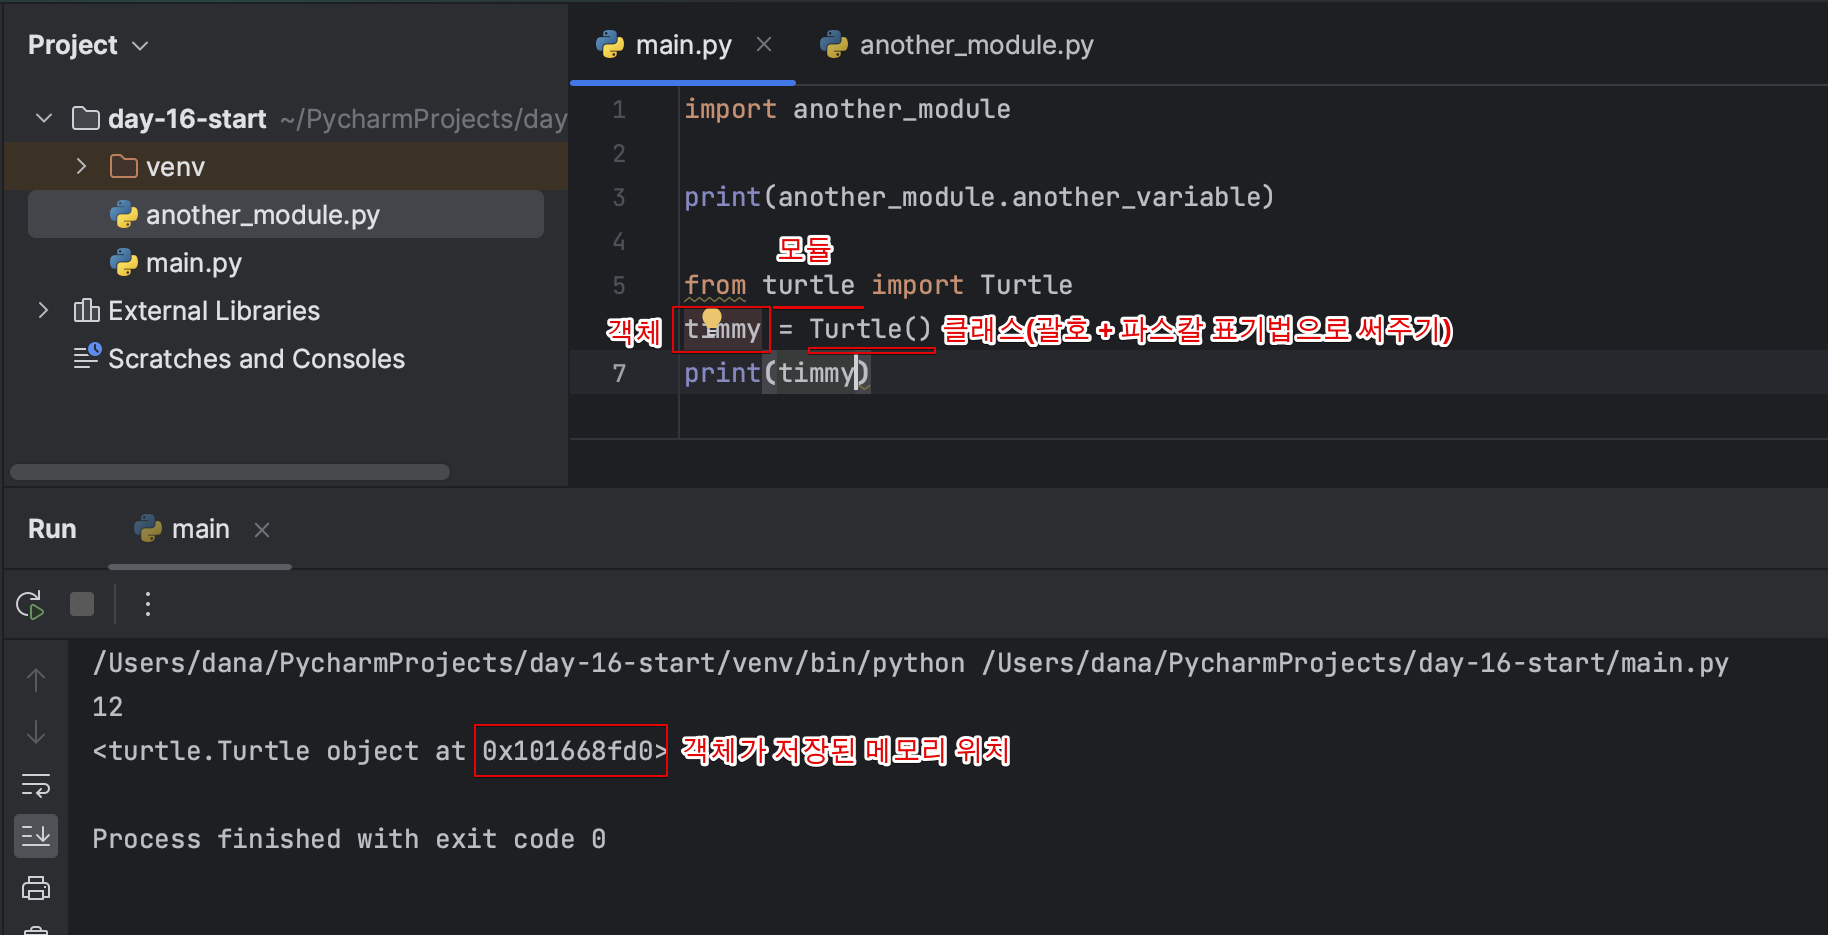 Project
main.py
another_module.py
day-16-start ~/PycharmProjects/day
venv
another_module.py
main.py
External Libraries
Scratches and Consoles
1 import another_module
2
3 print(another_module.another_variable)
4
모듈
5 from turtle import Turtle
객체 timmy = Turtle() 클래스(괄호 + 파스칼 표기법으로 써주기)
7 print(timmy)
Run main
/Users/dana/PycharmProjects/day-16-start/venv/bin/python /Users/dana/PycharmProjects/day-16-start/main.py
12
<turtle.Turtle object at 0x101668fd0> 객체가 저장된 메모리 위치
Process finished with exit code 0